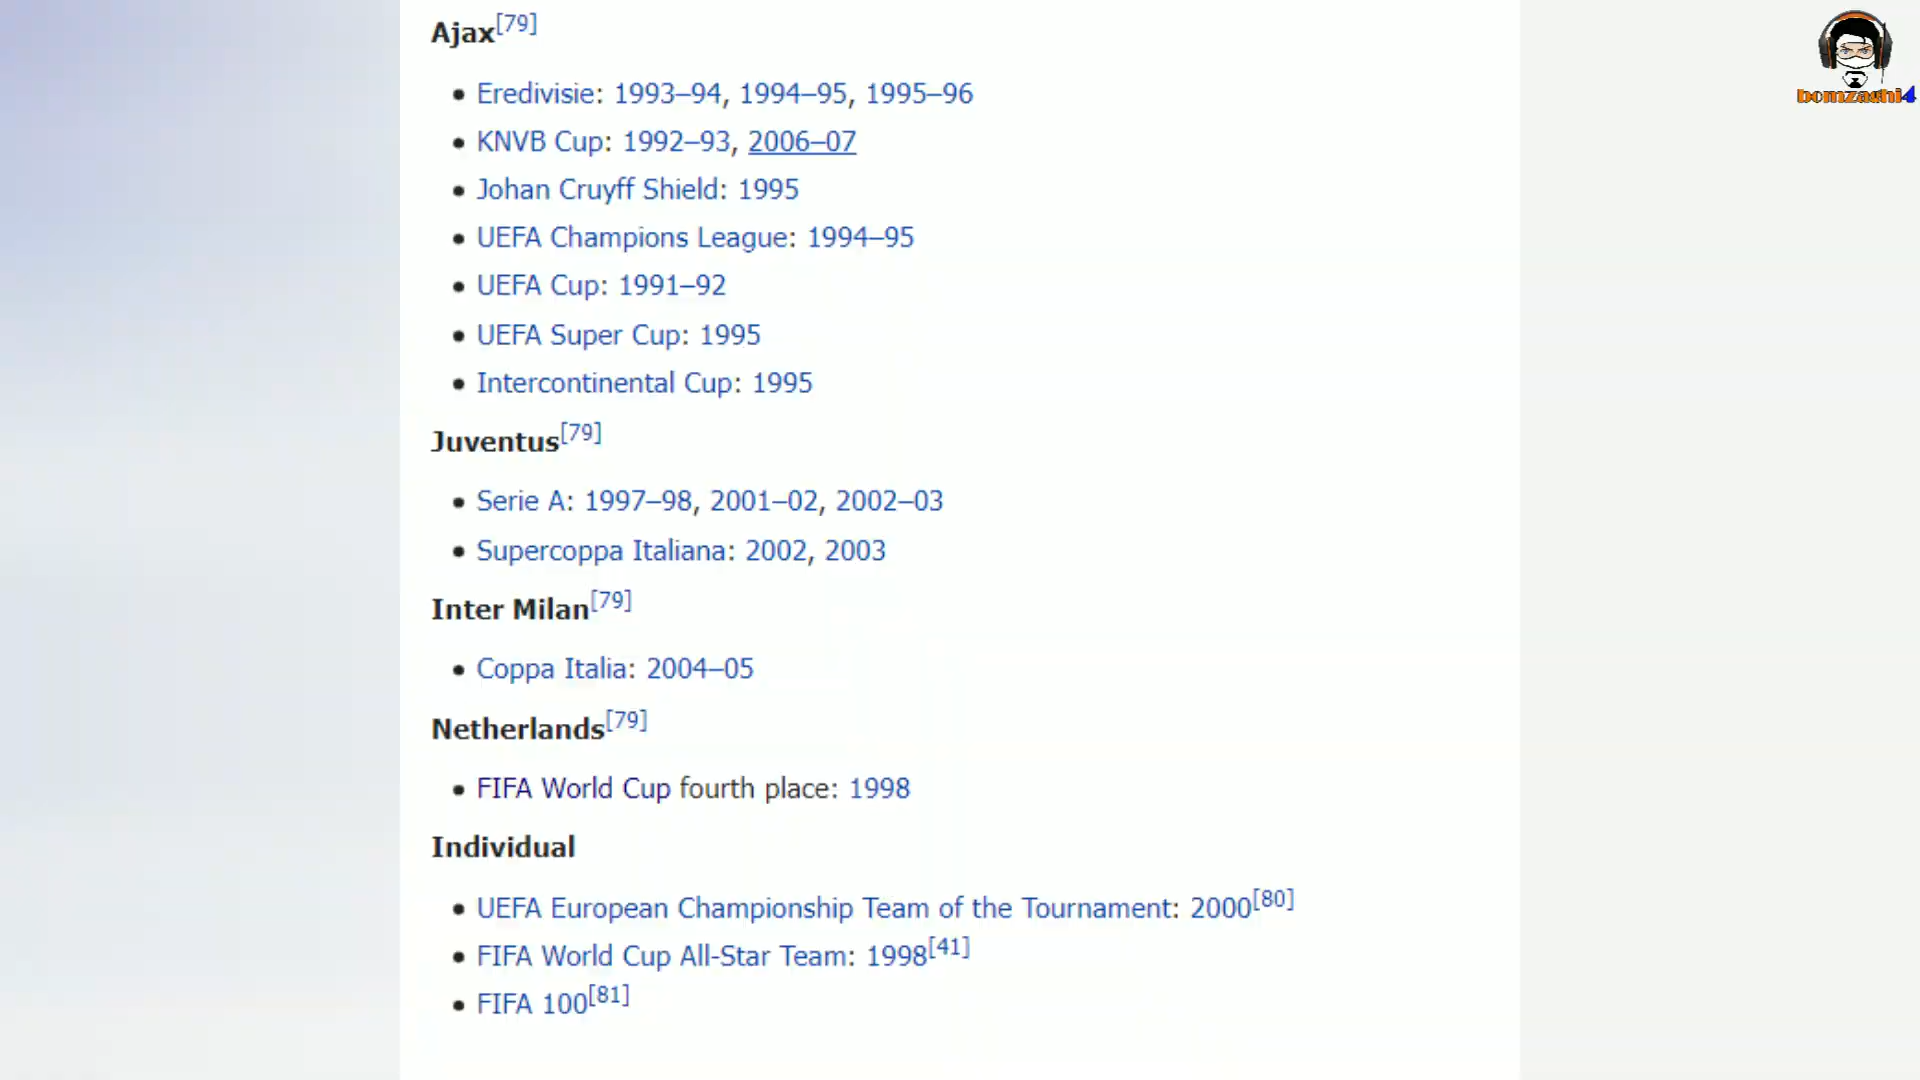 Ajax[79]
Eredivisie: 1993–94, 1994–95, 1995–96
KNVB Cup: 1992–93, 2006–07
Johan Cruyff Shield: 1995
UEFA Champions League: 1994–95
UEFA Cup: 1991–92
UEFA Super Cup: 1995
Intercontinental Cup: 1995
Juventus[79]
Serie A: 1997–98, 2001–02, 2002–03
Supercoppa Italiana: 2002, 2003
Inter Milan[79]
Coppa Italia: 2004–05
Netherlands[79]
FIFA World Cup fourth place: 1998
Individual
UEFA European Championship Team of the Tournament: 2000[80]
FIFA World Cup All-Star Team: 1998[41]
FIFA 100[81]